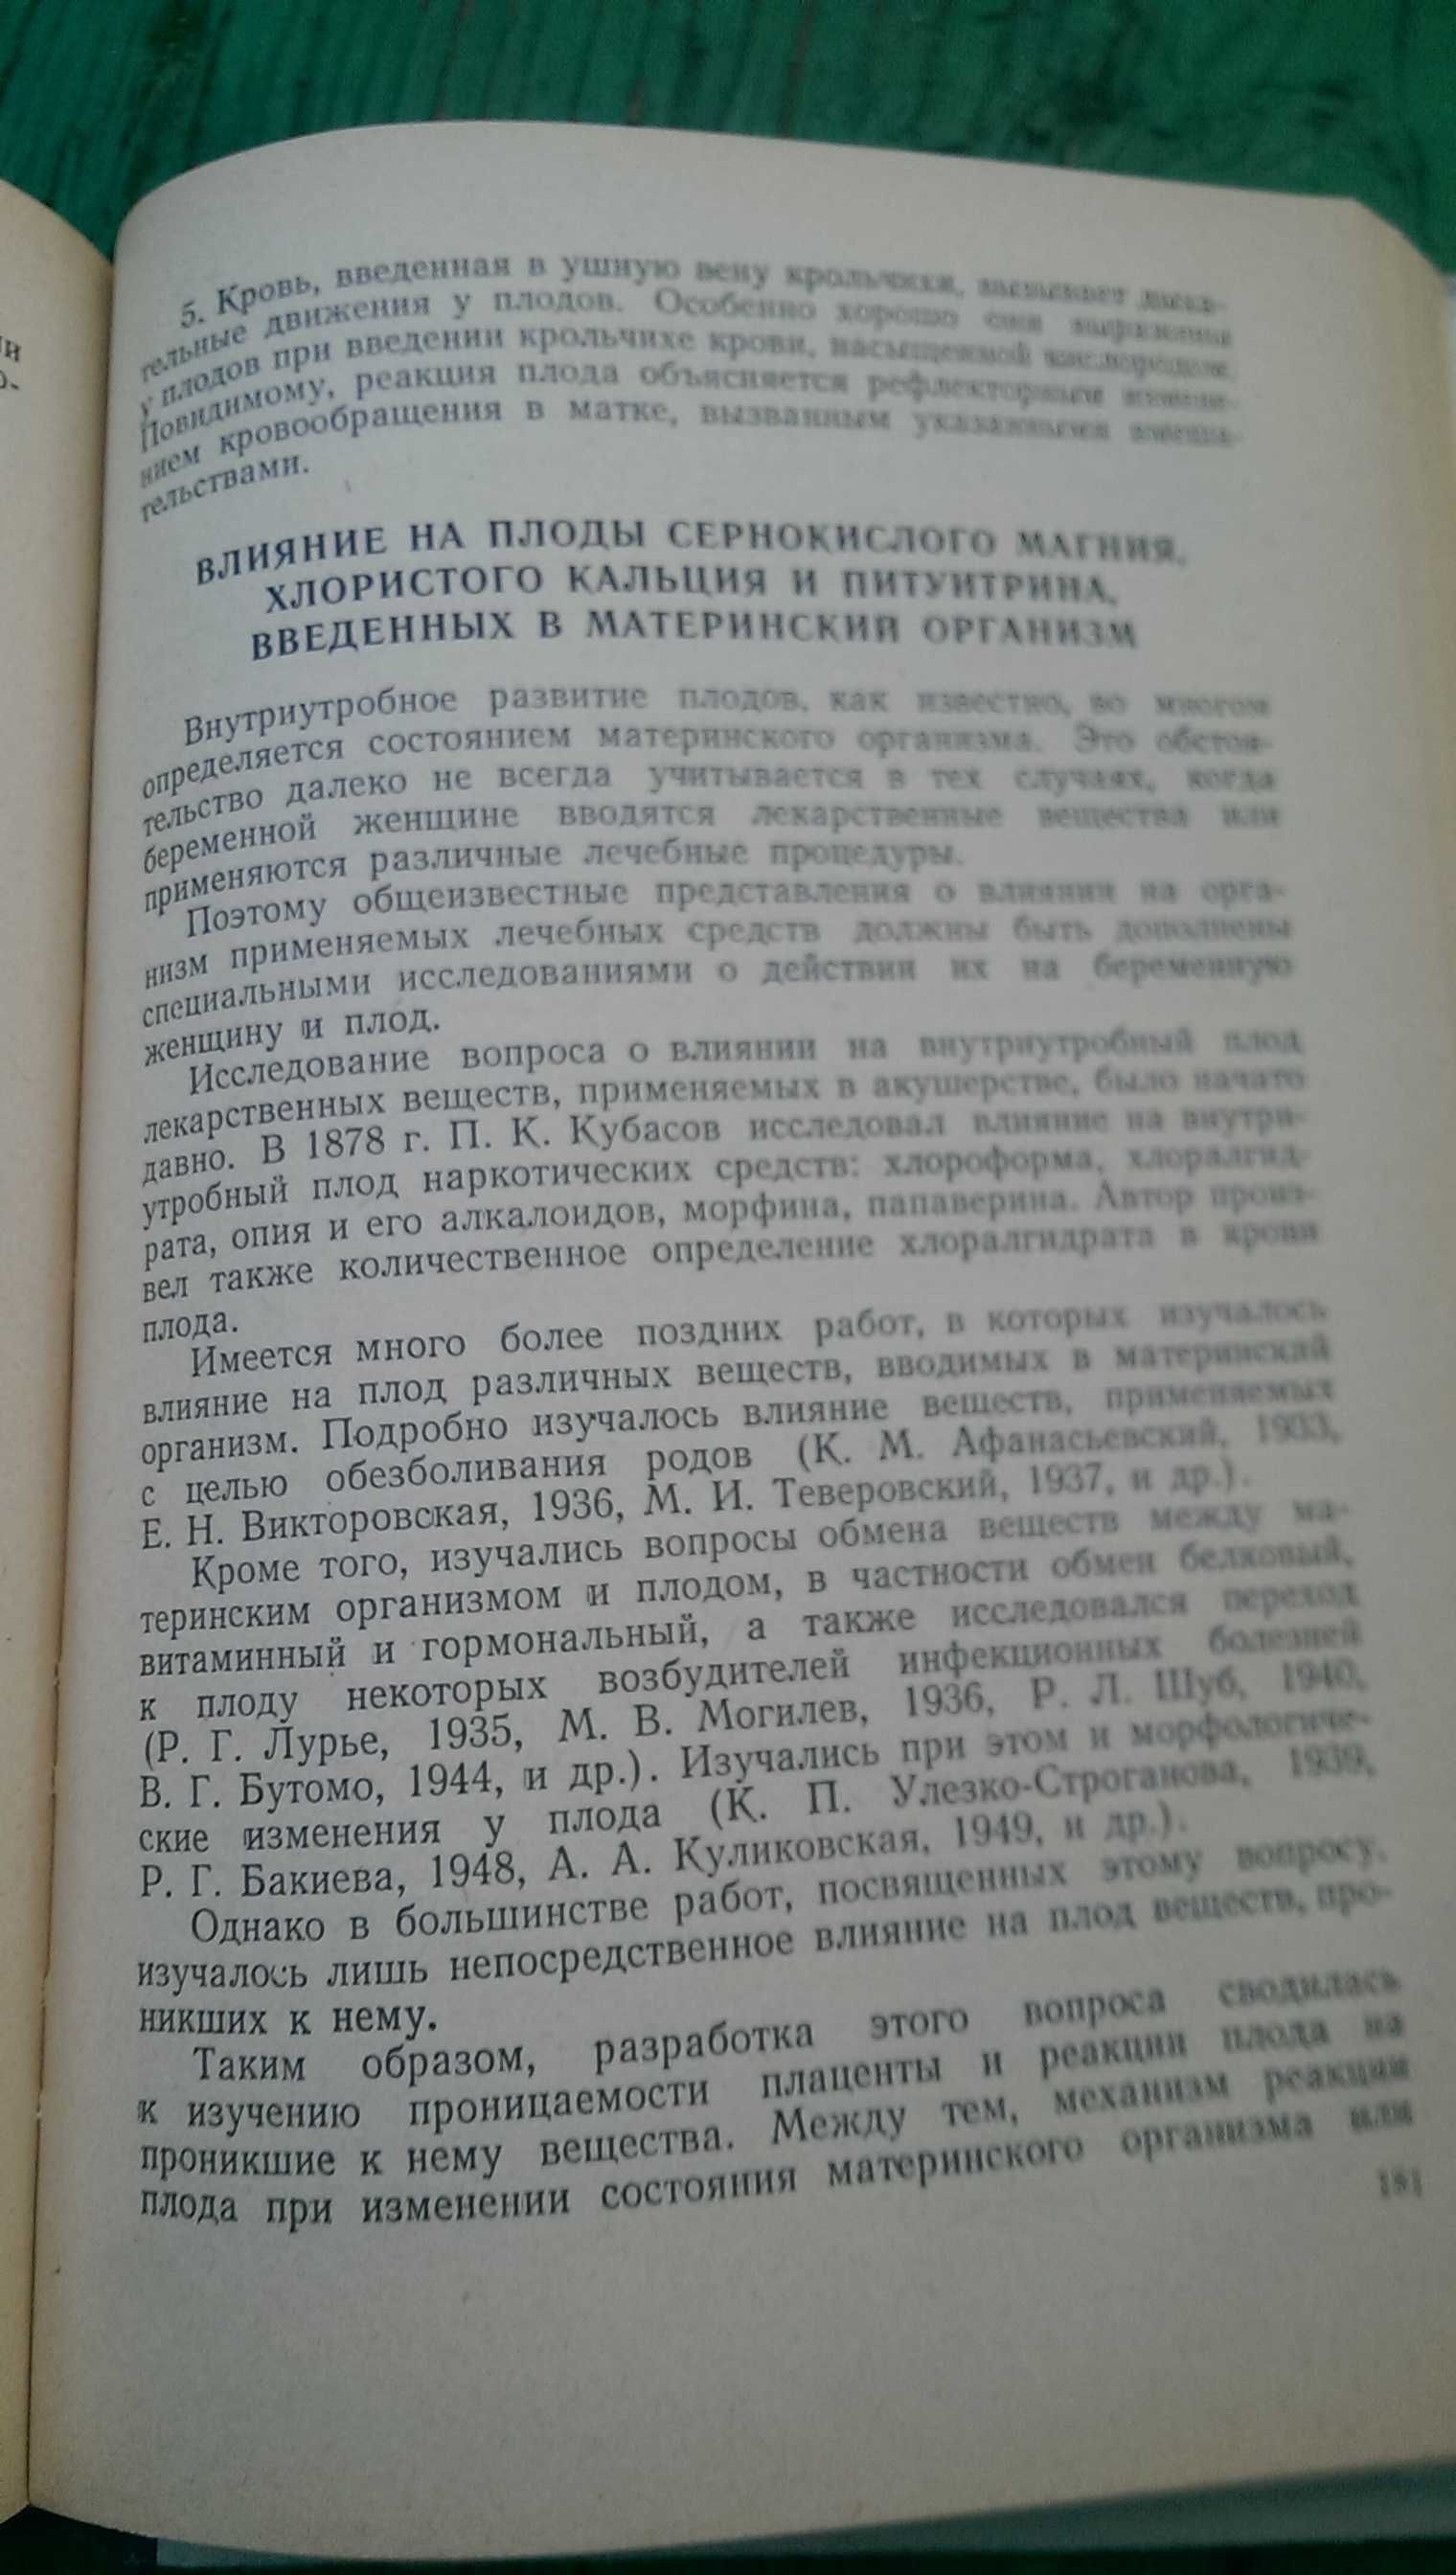 5. Кровь, введенная в ушную вену крольчихи, вызывает дыха-
тельные движения у плодов. Особенно хорошо они выражены
у плодов при введении крольчихе крови, насыщенной кислородом.
Повидимому, реакция плода объясняется рефлекторным измене-
нием кровообращения в матке, вызванным указанными вмеша-
тельствами.
ВЛИЯНИЕ НА ПЛОДЫ СЕРНОКИСЛОГО МАГНИЯ,
ХЛОРИСТОГО КАЛЬЦИЯ И ПИТУИТРИНА,
ВВЕДЕННЫХ В МАТЕРИНСКИЙ ОРГАНИЗМ
Внутриутробное развитие плодов, как известно, во многом
определяется состоянием материнского организма. Это обстоя-
тельство далеко не всегда учитывается в тех случаях, когда
беременной женщине вводятся лекарственные вещества или
применяются различные лечебные процедуры.
Поэтому общеизвестные представления о влиянии на орга-
низм применяемых лечебных средств должны быть дополнены
специальными исследованиями о действии их на беременную
женщину и плод.
Исследование вопроса о влиянии на внутриутробный плод
лекарственных веществ, применяемых в акушерстве, было начато
давно. В 1878 г. П. К. Кубасов исследовал влияние на внутри-
утробный плод наркотических средств: хлороформа, хлоралгид-
рата, опия и его алкалоидов, морфина, папаверина. Автор произ-
вел также количественное определение хлоралгидрата в крови
плода.
Имеется много более поздних работ, в которых изучалось
влияние на плод различных веществ, вводимых в материнский
организм. Подробно изучалось влияние веществ, применяемых
с целью обезболивания родов (К. М. Афанасьевский, 1933,
Е. Н. Викторовская, 1936, М. И. Теверовский, 1937, и др.).
Кроме того, изучались вопросы обмена веществ между ма-
теринским организмом и плодом, в частности обмен белковый,
витаминный и гормональный, а также исследовался переход
к плоду некоторых возбудителей инфекционных болезней
(Р. Г. Лурье, 1935, М. В. Могилев, 1936, Р. Л. Шуб, 1940,
В. Г. Бутомо, 1944, и др.). Изучались при этом и морфологиче-
ские изменения у плода (К. П. Улезко-Строганова, 1939,
Р. Г. Бакиева, 1948, А. А. Куликовская, 1949, и др.).
Однако в большинстве работ, посвященных этому вопросу,
изучалось лишь непосредственное влияние на плод веществ, про-
никших к нему.
Таким образом, разработка этого вопроса сводилась
к изучению проницаемости плаценты и реакции плода на
проникшие к нему вещества. Между тем, механизм реакции
плода при изменении состояния материнского организма или
181